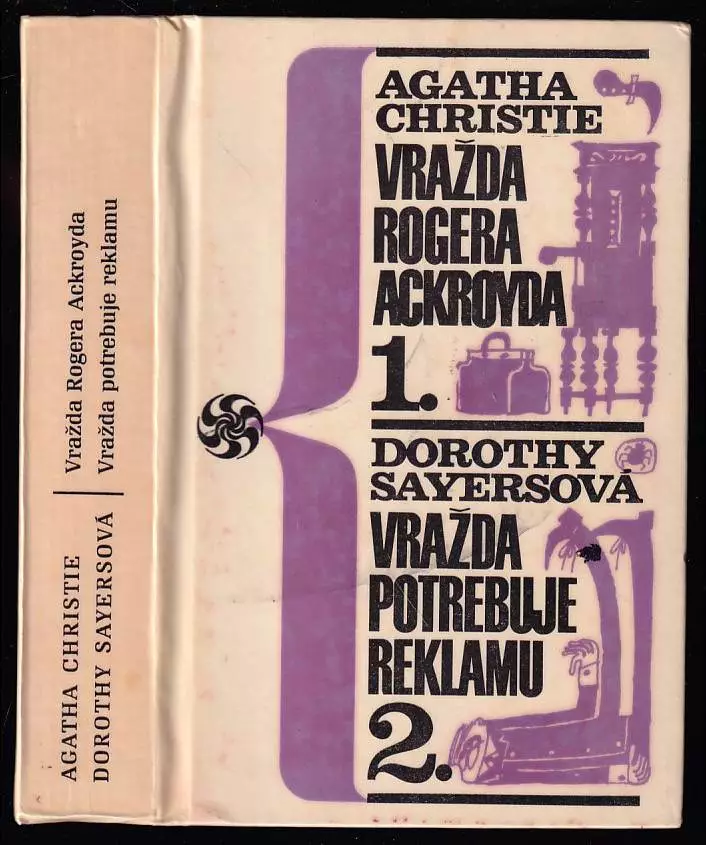 AGATHA CHRISTIE
DOROTHY SAYERSOVÁ
Vražda Rogera Ackroyda
Vražda potrebuje reklamu
AGATHA
CHRISTIE
VRAŽDA
ROGERA
ACKROYDA
1.
DOROTHY
SAYERSOVÁ
VRAŽDA
POTREBUJE
REKLAMU
2.